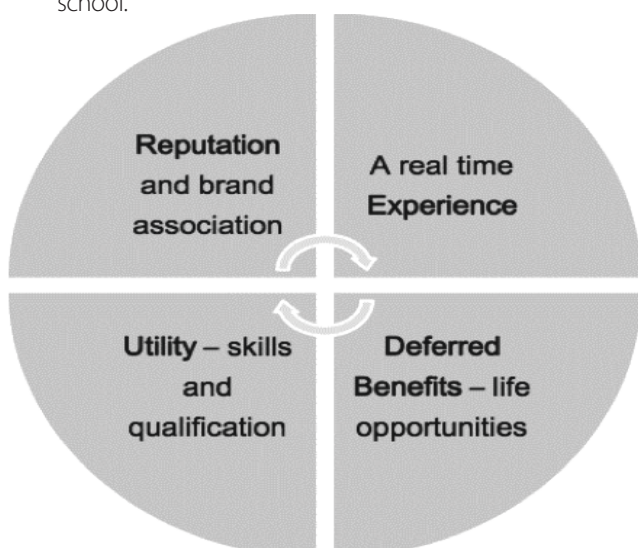 school.
Reputation
and brand
association
A real time
Experience
Utility – skills
and
qualification
Deferred
Benefits – life
opportunities